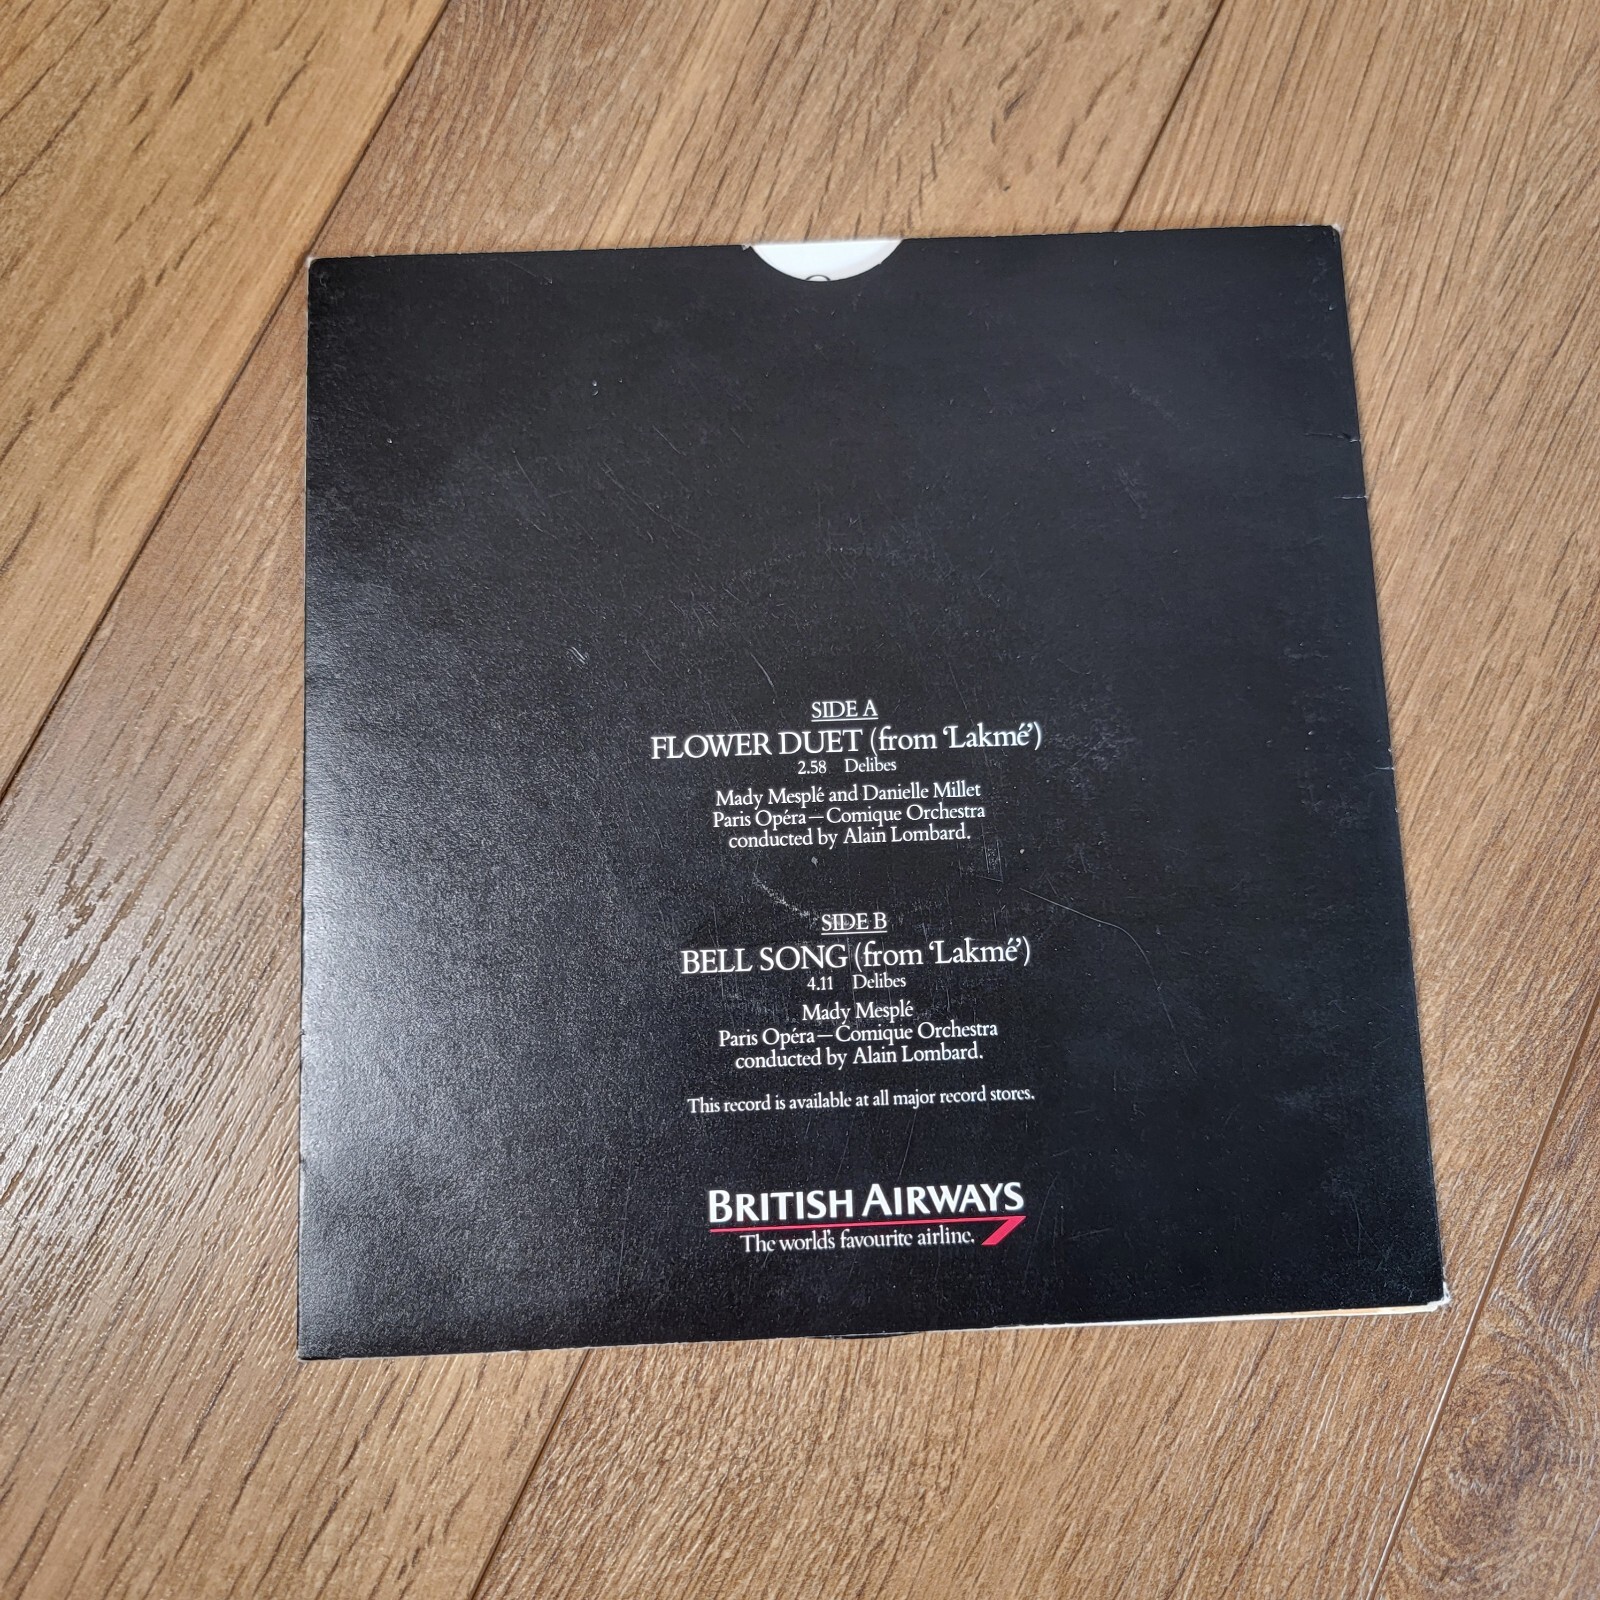 SIDE A
FLOWER DUET (from ‘Lakmé’)
2.58 Delibes
Mady Mesplé and Danielle Millet
Paris Opéra—Comique Orchestra
conducted by Alain Lombard.
SIDE B
BELL SONG (from ‘Lakmé’)
4.11 Delibes
Mady Mesplé
Paris Opéra—Comique Orchestra
conducted by Alain Lombard.
This record is available at all major record stores.
BRITISH AIRWAYS
The world's favourite airline.